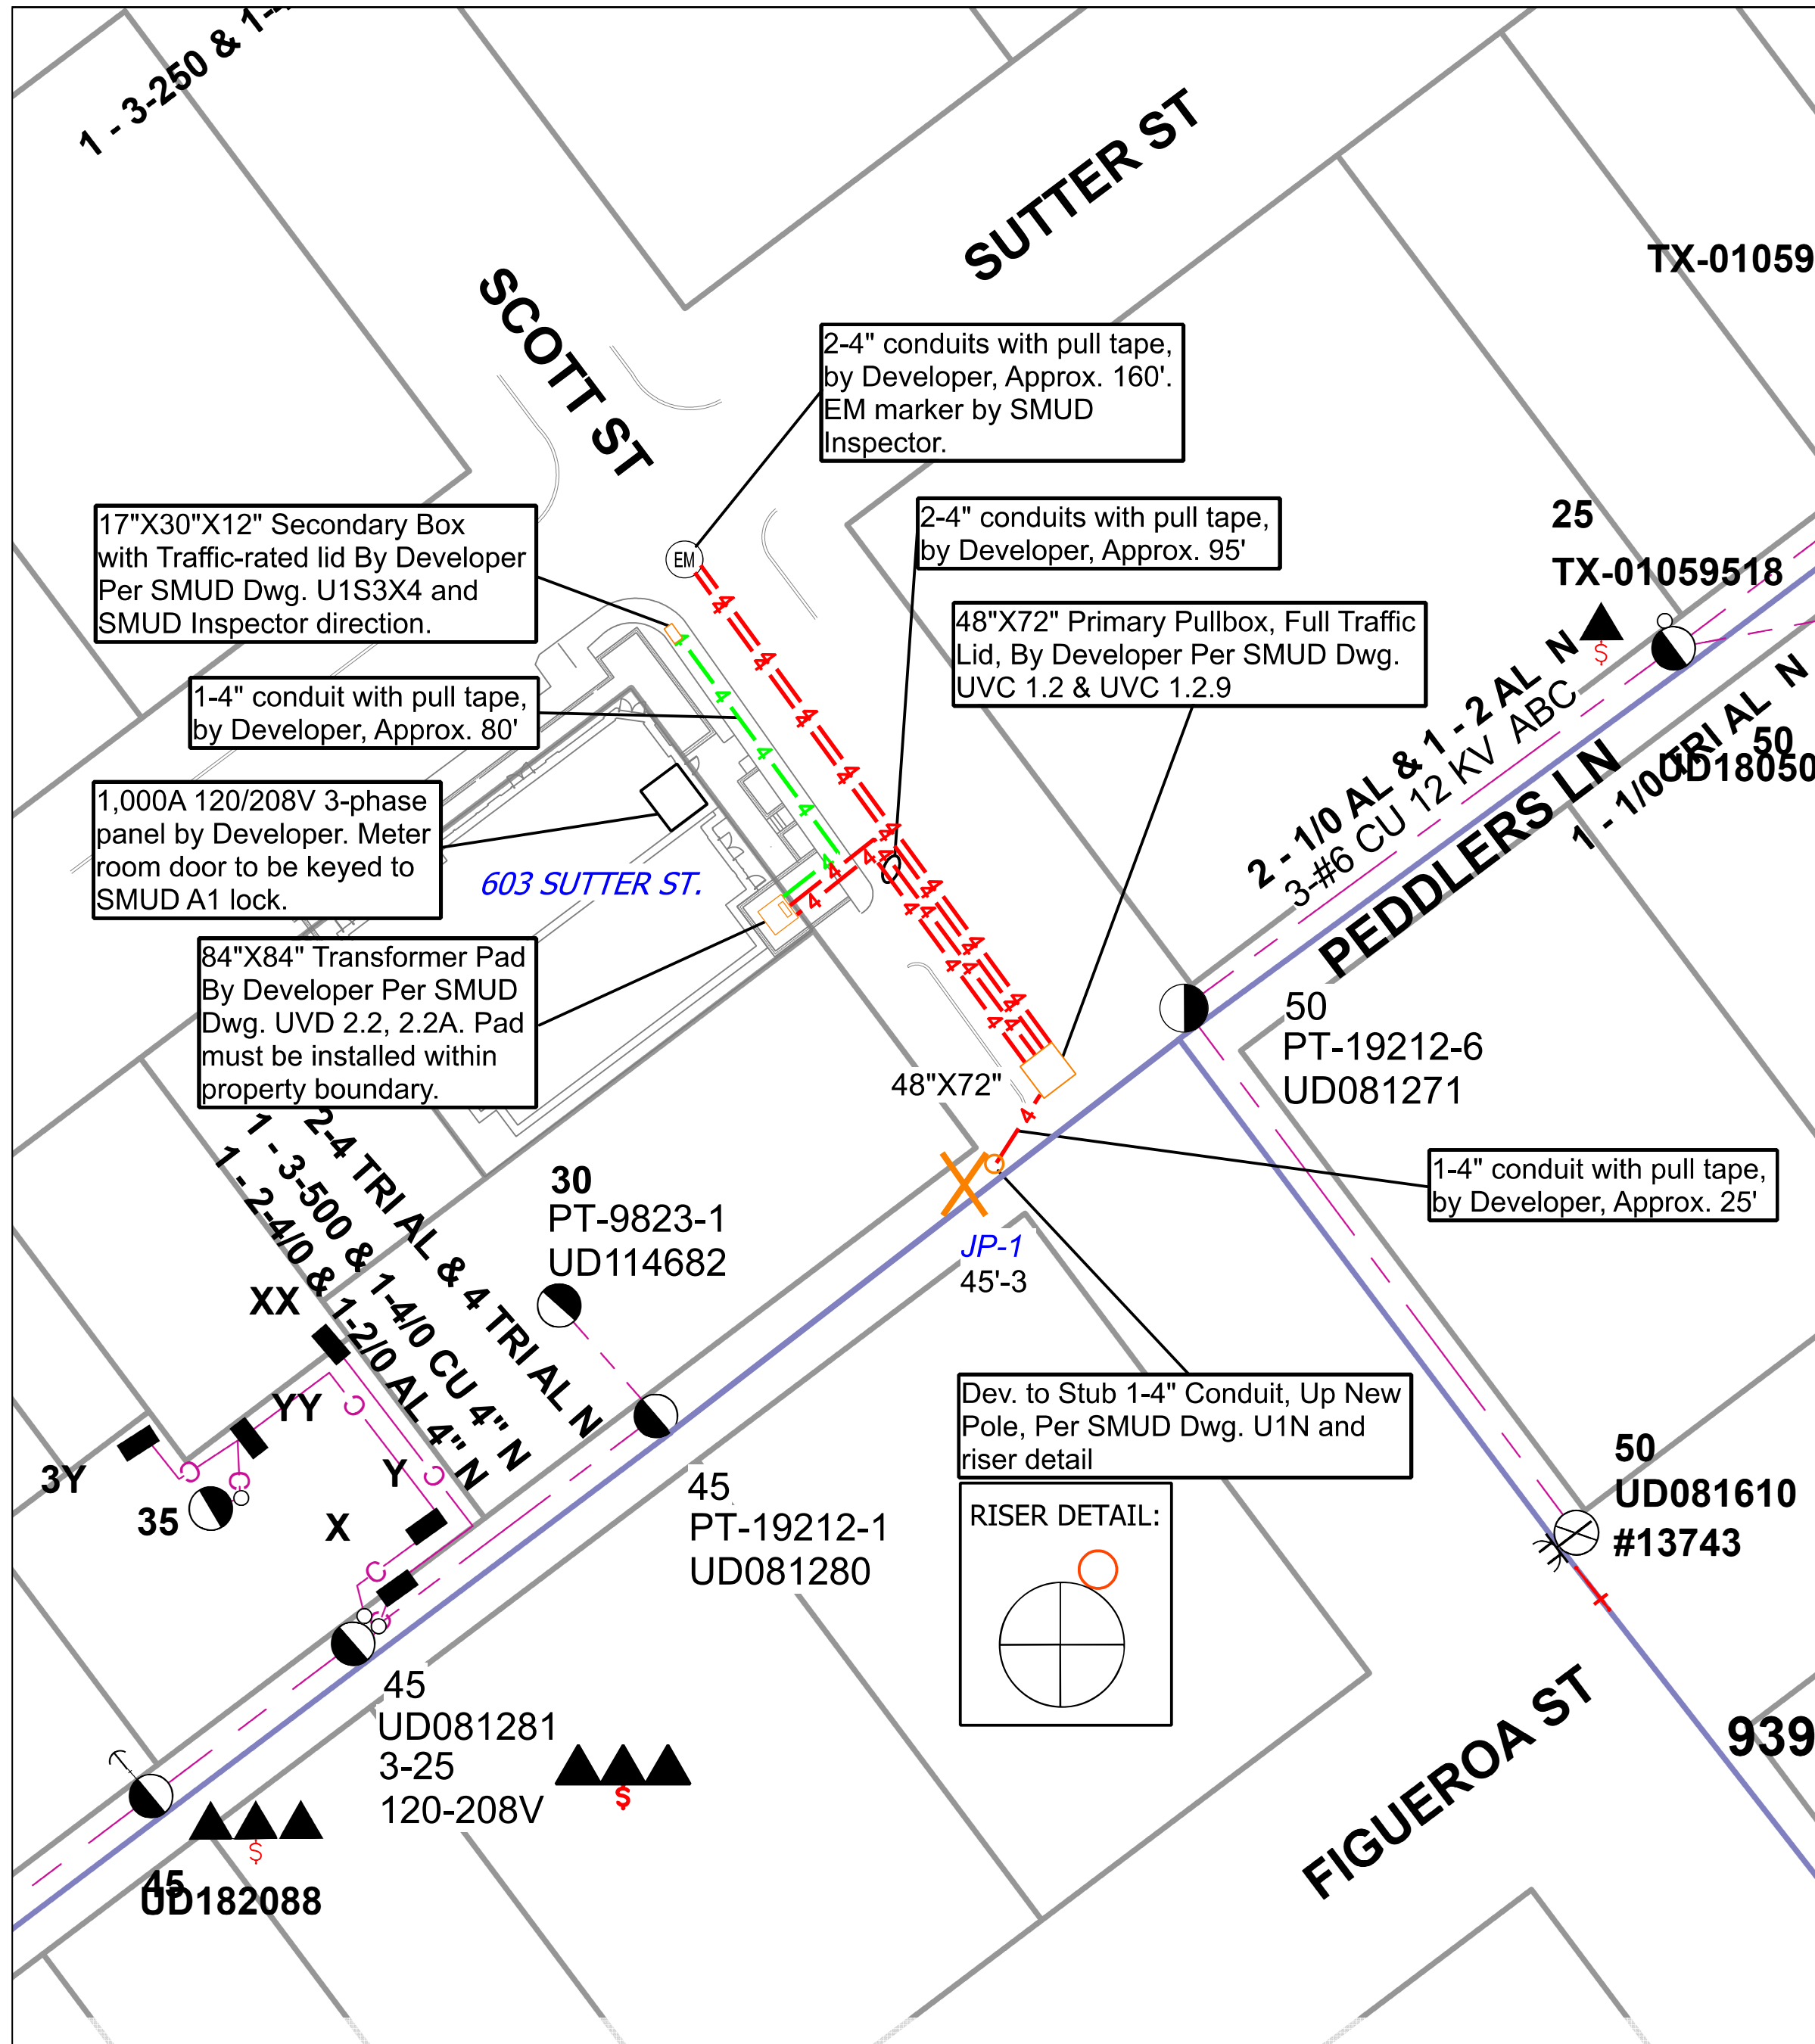 1 - 3-250 & 1-4
SUTTER ST
TX-01059
SCOTT ST
2-4" conduits with pull tape,
by Developer, Approx. 160'.
EM marker by SMUD
Inspector.
17"X30"X12" Secondary Box
with Traffic-rated lid By Developer
Per SMUD Dwg. U1S3X4 and
SMUD Inspector direction.
EM
2-4" conduits with pull tape,
by Developer, Approx. 95'
25
TX-01059518
$
48"X72" Primary Pullbox, Full Traffic
Lid, By Developer Per SMUD Dwg.
UVC 1.2 & UVC 1.2.9
1-4" conduit with pull tape,
by Developer, Approx. 80'
2 - 1/0 AL & 1 - 2 AL N
3-#6 CU 12 KV ABC
PEDDLERS LN
1 - 1/0 TRI AL N
50
UD18050
1,000A 120/208V 3-phase
panel by Developer. Meter
room door to be keyed to
SMUD A1 lock.
603 SUTTER ST.
84"X84" Transformer Pad
By Developer Per SMUD
Dwg. UVD 2.2, 2.2A. Pad
must be installed within
property boundary.
48"X72"
50
PT-19212-6
UD081271
2-4 TRI AL & 4 TRI AL N
1 - 3-500 & 1-4/0 CU 4" N
1 - 2-4/0 & 1-2/0 AL 4" N
30
PT-9823-1
UD114682
1-4" conduit with pull tape,
by Developer, Approx. 25'
JP-1
45'-3
XX
YY
3Y
Y
35
X
Dev. to Stub 1-4" Conduit, Up New
Pole, Per SMUD Dwg. U1N and
riser detail
45
PT-19212-1
UD081280
RISER DETAIL:
50
UD081610
#13743
45
UD081281
3-25
120-208V
$
FIGUEROA ST
939
$
45
UD182088